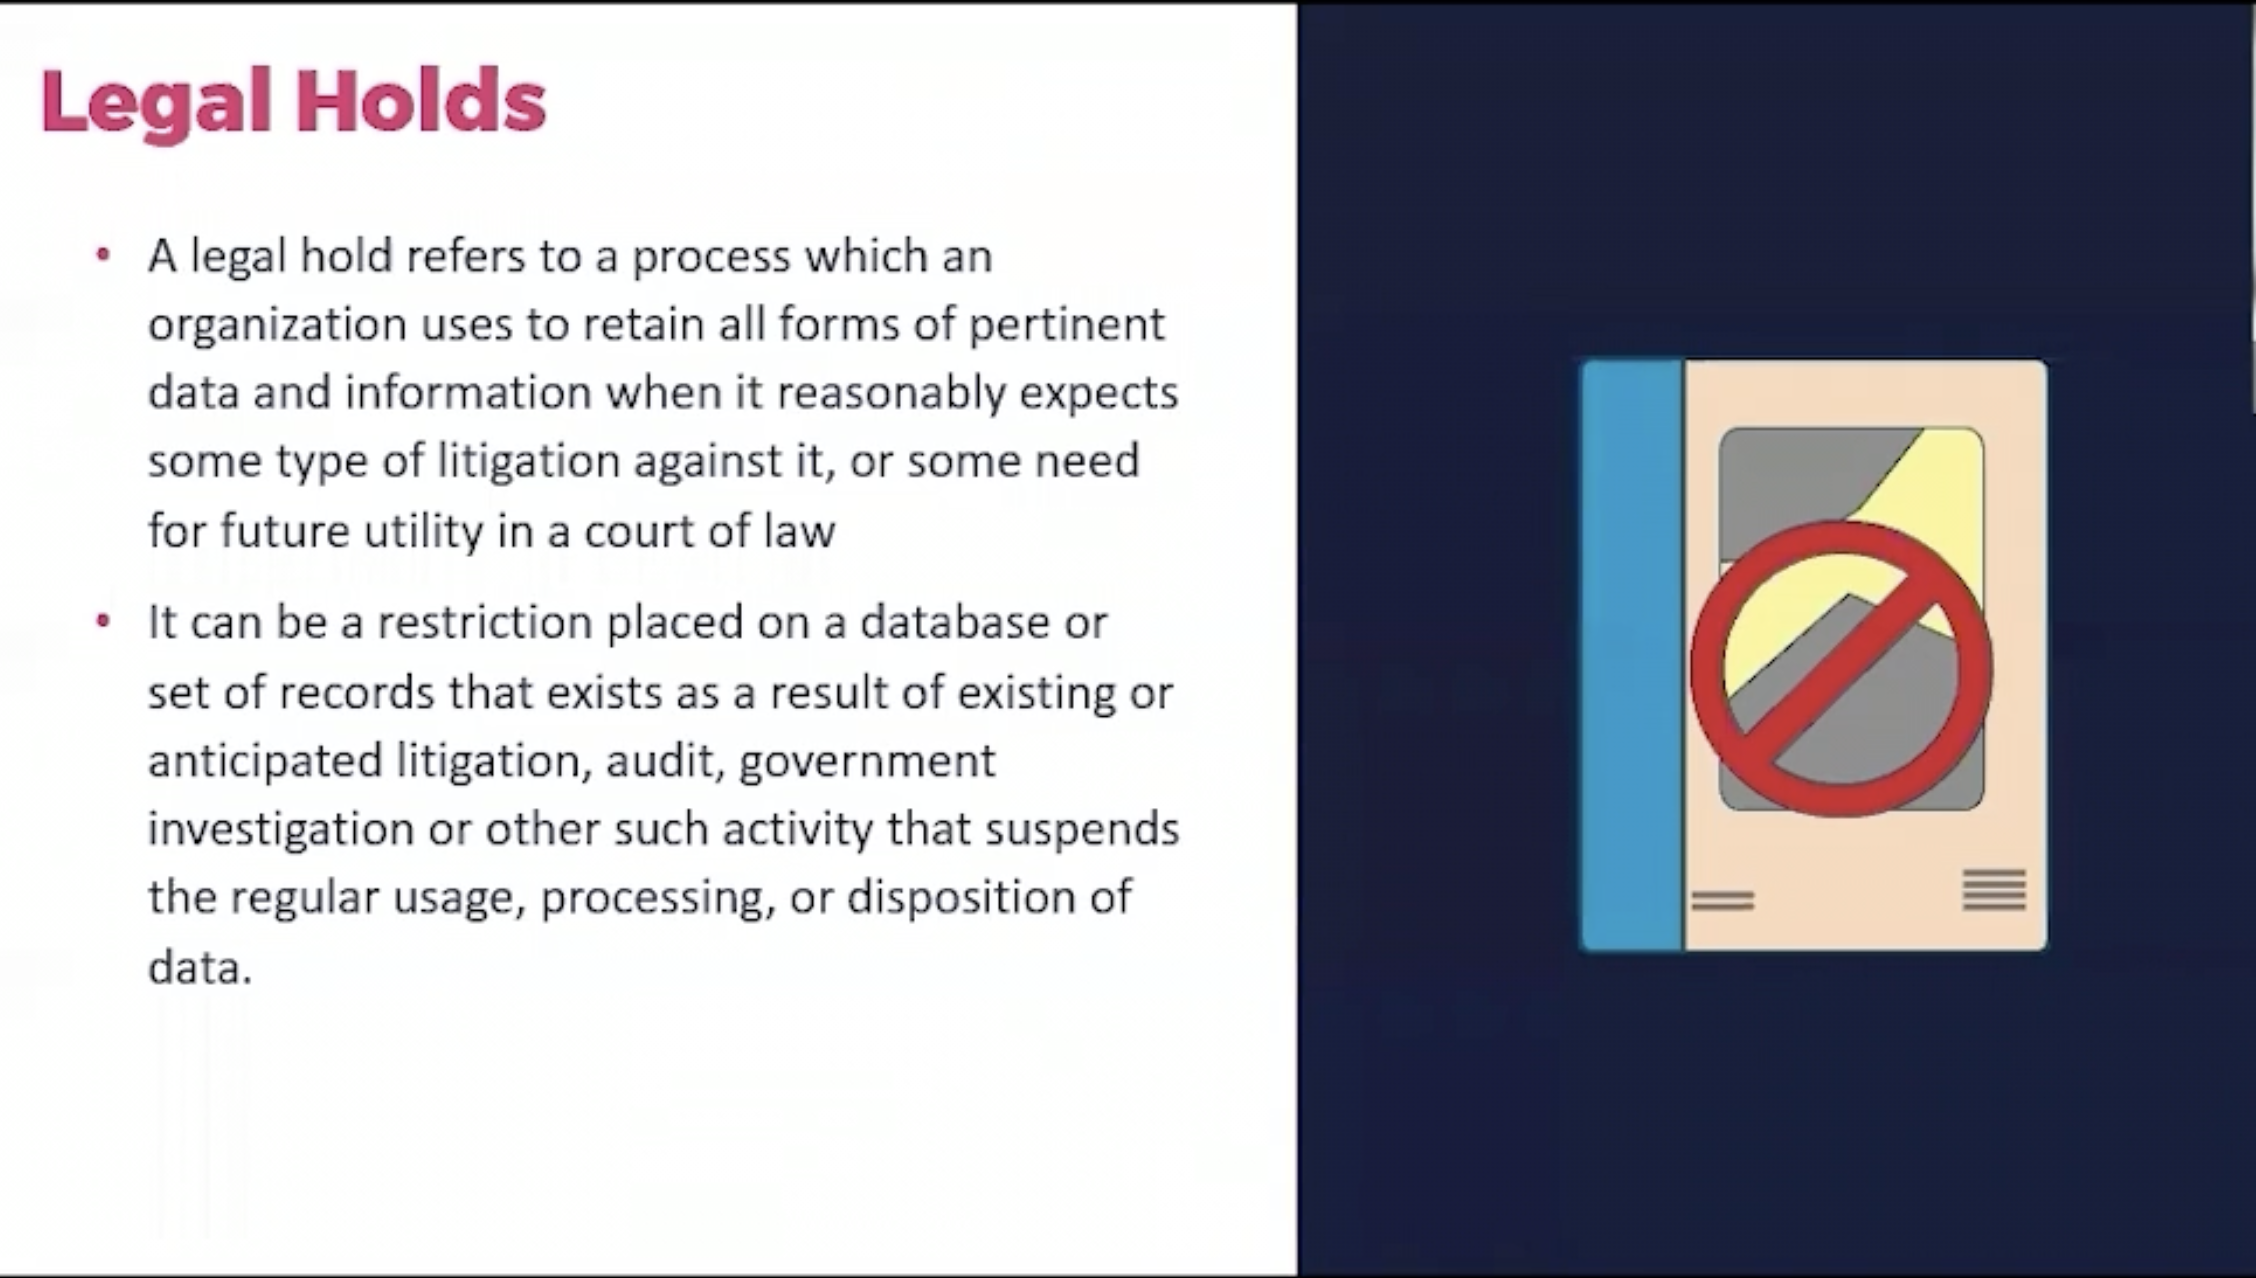 Legal Holds
• A legal hold refers to a process which an
organization uses to retain all forms of pertinent
data and information when it reasonably expects
some type of litigation against it, or some need
for future utility in a court of law
• It can be a restriction placed on a database or
set of records that exists as a result of existing or
anticipated litigation, audit, government
investigation or other such activity that suspends
the regular usage, processing, or disposition of
data.